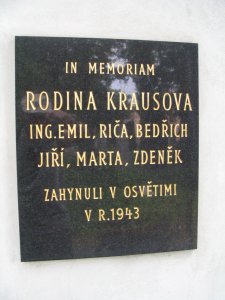 IN MEMORIAM
RODINA KRAUSOVA
ING.EMIL, RIČA, BEDŘICH
JIŘÍ, MARTA, ZDENĚK
ZAHYNULI V OSVĚTIMI
V R.1943